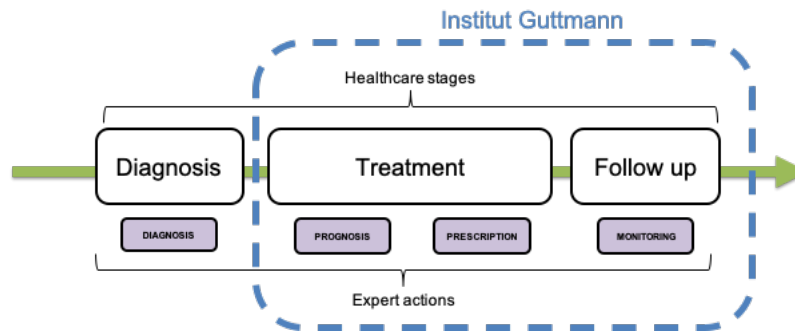 Institut Guttmann
Healthcare stages
Diagnosis
Treatment
Follow up
DIAGNOSIS
PROGNOSIS
PRESCRIPTION
MONITORING
Expert actions